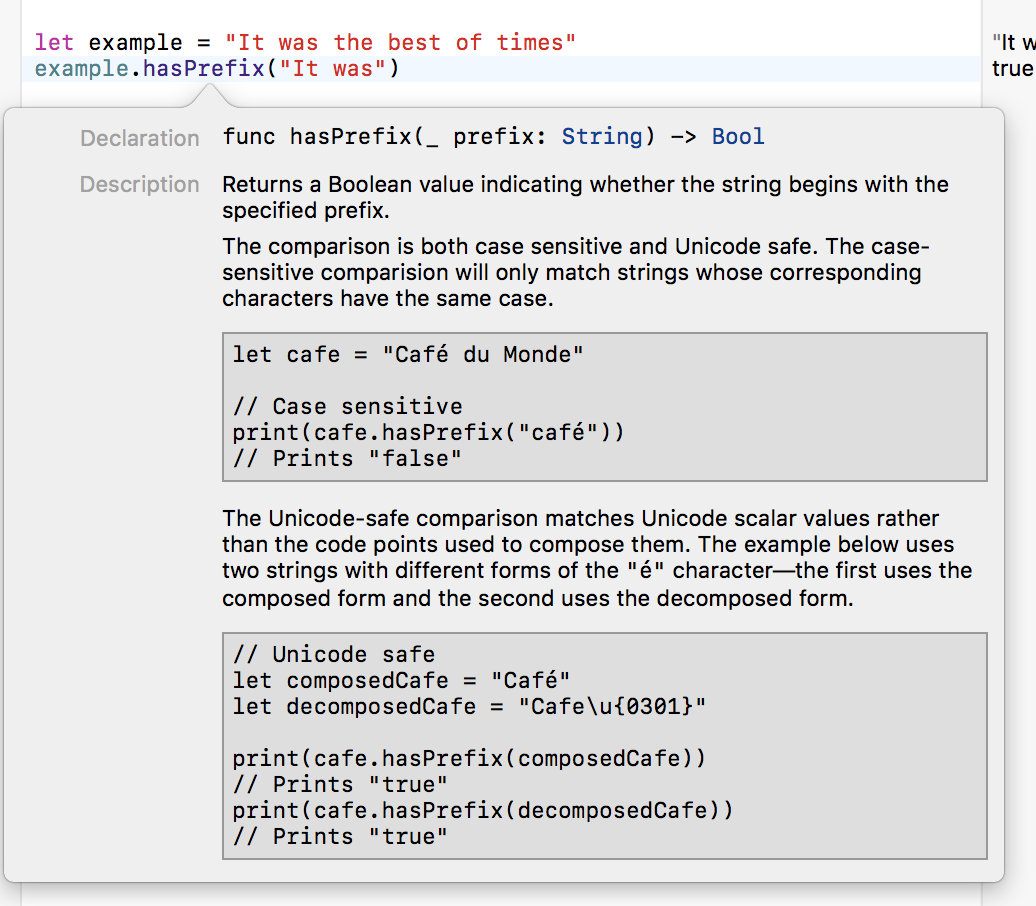 let example = "It was the best of times"
"It w
example.hasPrefix("It was")
true
Declaration func hasPrefix(_ prefix: String) -> Bool
Description Returns a Boolean value indicating whether the string begins with the
specified prefix.
The comparison is both case sensitive and Unicode safe. The case-
sensitive comparision will only match strings whose corresponding
characters have the same case.
let cafe = "Café du Monde"
// Case sensitive
print(cafe.hasPrefix("café"))
// Prints "false"
The Unicode-safe comparison matches Unicode scalar values rather
than the code points used to compose them. The example below uses
two strings with different forms of the "é" character—the first uses the
composed form and the second uses the decomposed form.
// Unicode safe
let composedCafe = "Café"
let decomposedCafe = "Cafe\u{0301}"
print(cafe.hasPrefix(composedCafe))
// Prints "true"
print(cafe.hasPrefix(decomposedCafe))
// Prints "true"